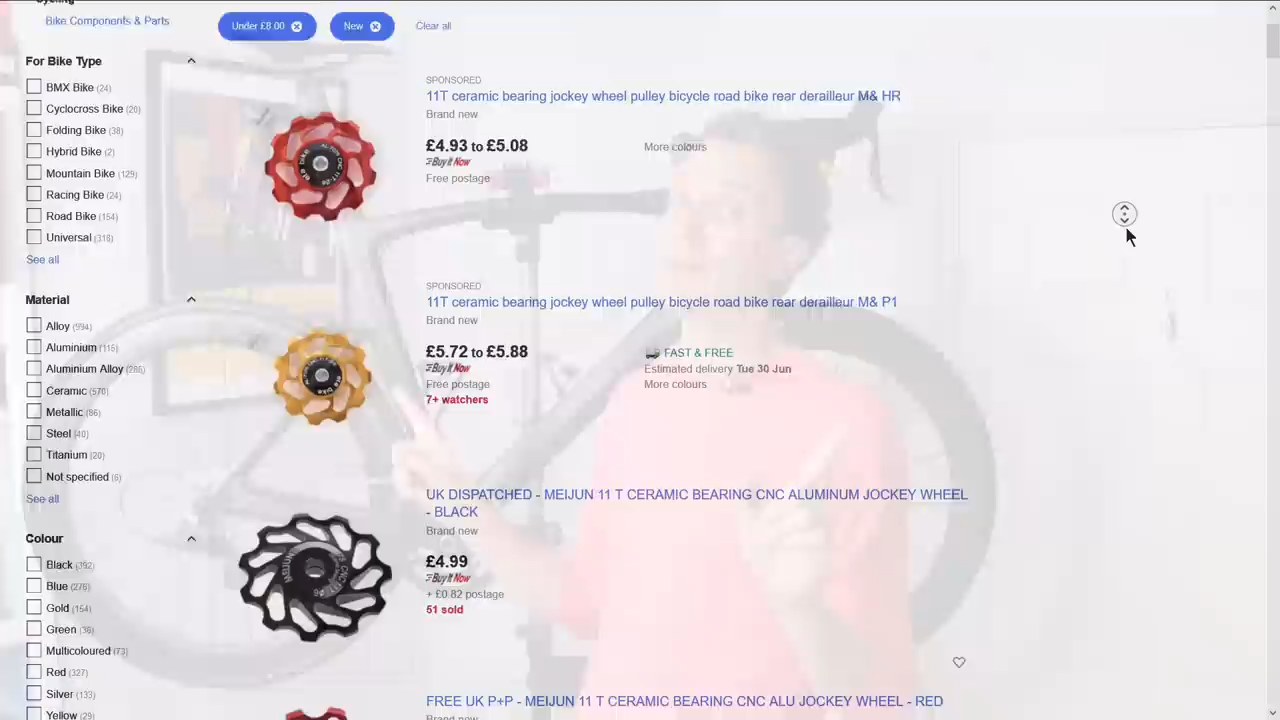 Cycling
Bike Components & Parts
Under £8.00
New
Clear all
For Bike Type
BMX Bike (24)
Cyclocross Bike (20)
Folding Bike (38)
Hybrid Bike (2)
Mountain Bike (129)
Racing Bike (24)
Road Bike (154)
Universal (318)
See all
Material
Alloy (594)
Aluminium (115)
Aluminium Alloy (286)
Ceramic (570)
Metallic (86)
Steel (40)
Titanium (20)
Not specified (5)
See all
Colour
Black (392)
Blue (276)
Gold (154)
Green (36)
Multicoloured (73)
Red (327)
Silver (133)
Yellow (29)
SPONSORED
11T ceramic bearing jockey wheel pulley bicycle road bike rear derailleur M& HR
Brand new
£4.93 to £5.08
Buy It Now
Free postage
More colours
SPONSORED
11T ceramic bearing jockey wheel pulley bicycle road bike rear derailleur M& P1
Brand new
£5.72 to £5.88
Buy It Now
Free postage
7+ watchers
FAST & FREE
Estimated delivery Tue 30 Jun
More colours
UK DISPATCHED - MEIJUN 11 T CERAMIC BEARING CNC ALUMINUM JOCKEY WHEEL
- BLACK
Brand new
£4.99
Buy It Now
+ £0.82 postage
51 sold
FREE UK P+P - MEIJUN 11 T CERAMIC BEARING CNC ALU JOCKEY WHEEL - RED
Brand new